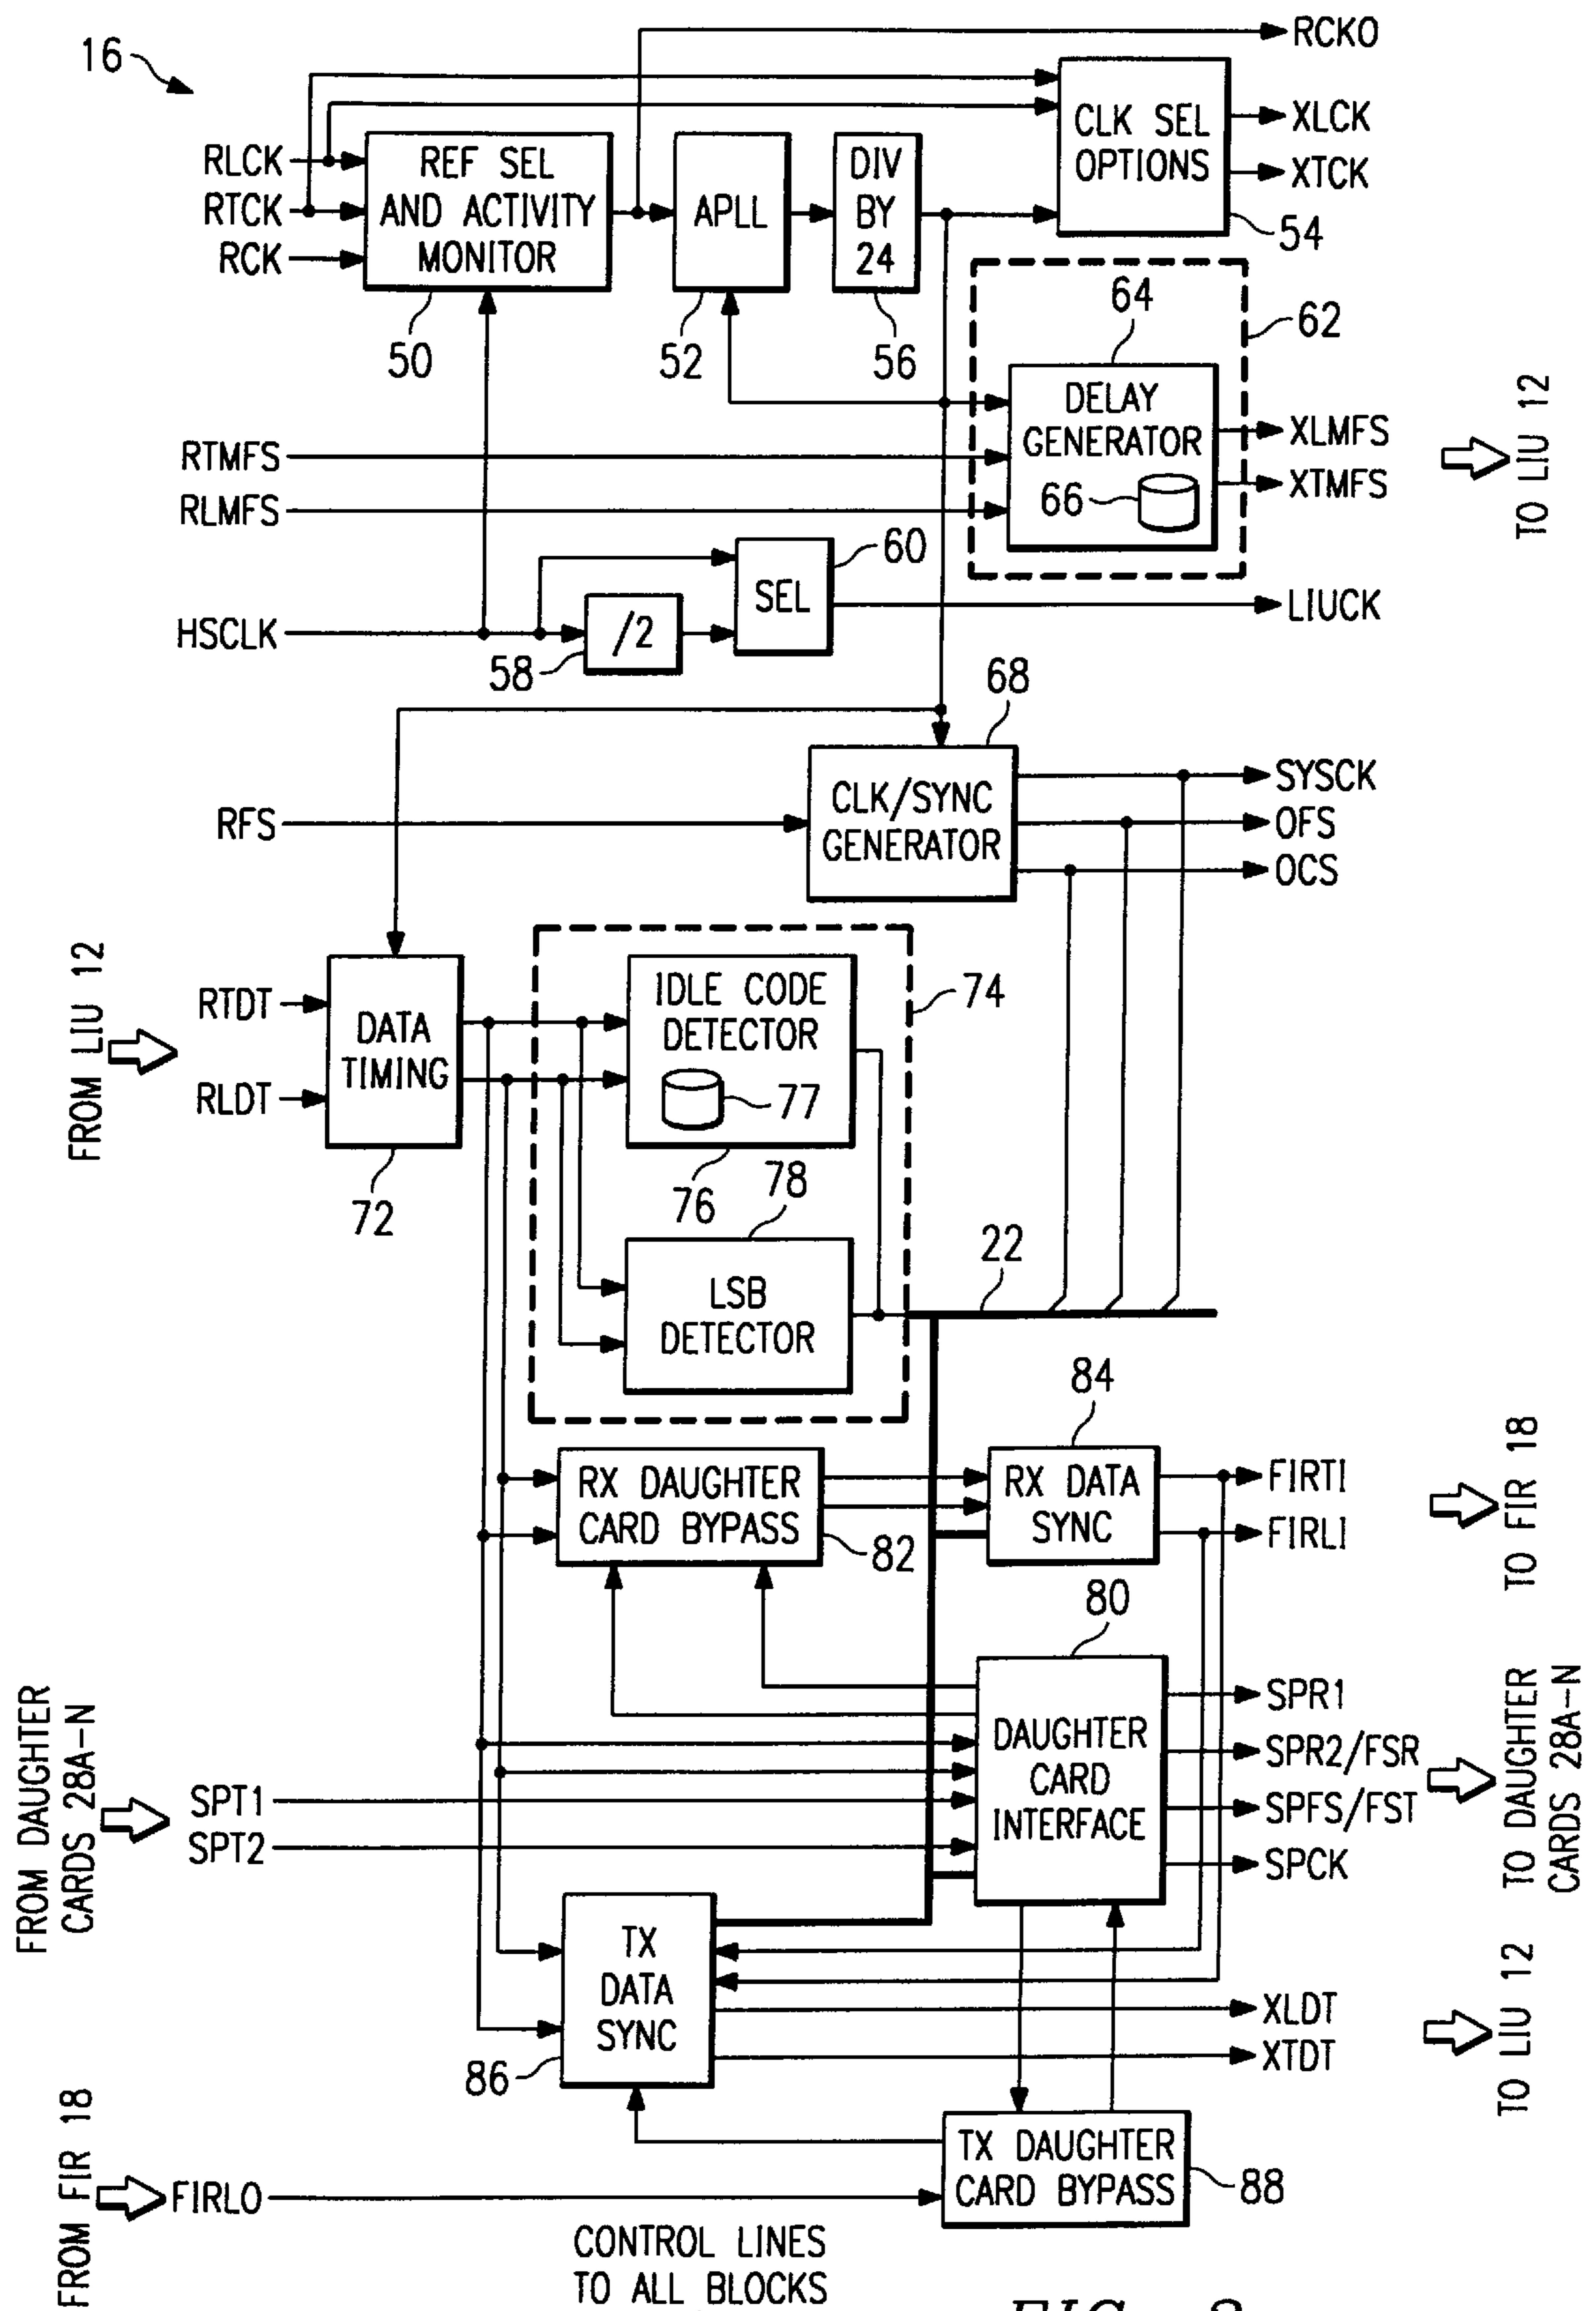 16
RCKO
RLCK
RTCK
RCK
REF SEL
AND ACTIVITY
MONITOR
50
APLL
52
DIV
BY
24
56
CLK SEL
OPTIONS
54
XLCK
XTCK
62
64
DELAY
GENERATOR
66
RTMFS
RLMFS
XLMFS
XTMFS
TO LIU 12
HSCLK
/2
58
SEL
60
LIUCK
68
RFS
CLK/SYNC
GENERATOR
SYSCK
OFS
OCS
FROM LIU 12
RTDT
RLDT
DATA
TIMING
72
74
IDLE CODE
DETECTOR
77
76
78
LSB
DETECTOR
22
RX DAUGHTER
CARD BYPASS
82
84
RX DATA
SYNC
FIRTI
FIRLI
TO FIR 18
80
DAUGHTER
CARD
INTERFACE
FROM DAUGHTER
CARDS 28A-N
SPT1
SPT2
SPR1
SPR2/FSR
SPFS/FST
SPCK
TO DAUGHTER
CARDS 28A-N
TX
DATA
SYNC
86
XLDT
XTDT
TO LIU 12
FROM FIR 18
FIRLO
TX DAUGHTER
CARD BYPASS
88
CONTROL LINES
TO ALL BLOCKS